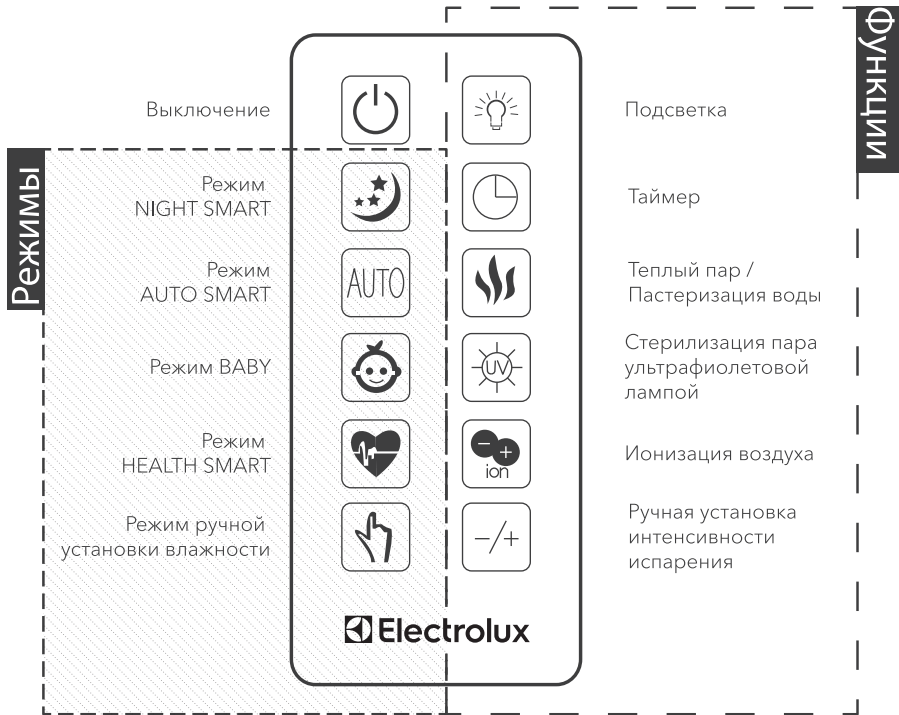 Функции
Выключение
Подсветка
Режимы
Режим
NIGHT SMART
Таймер
Режим
AUTO SMART
AUTO
Теплый пар /
Пастеризация воды
Режим BABY
UV
Стерилизация пара
ультрафиолетовой
лампой
Режим
HEALTH SMART
− +
ion
Ионизация воздуха
Режим ручной
установки влажности
−/+
Ручная установка
интенсивности
испарения
Electrolux